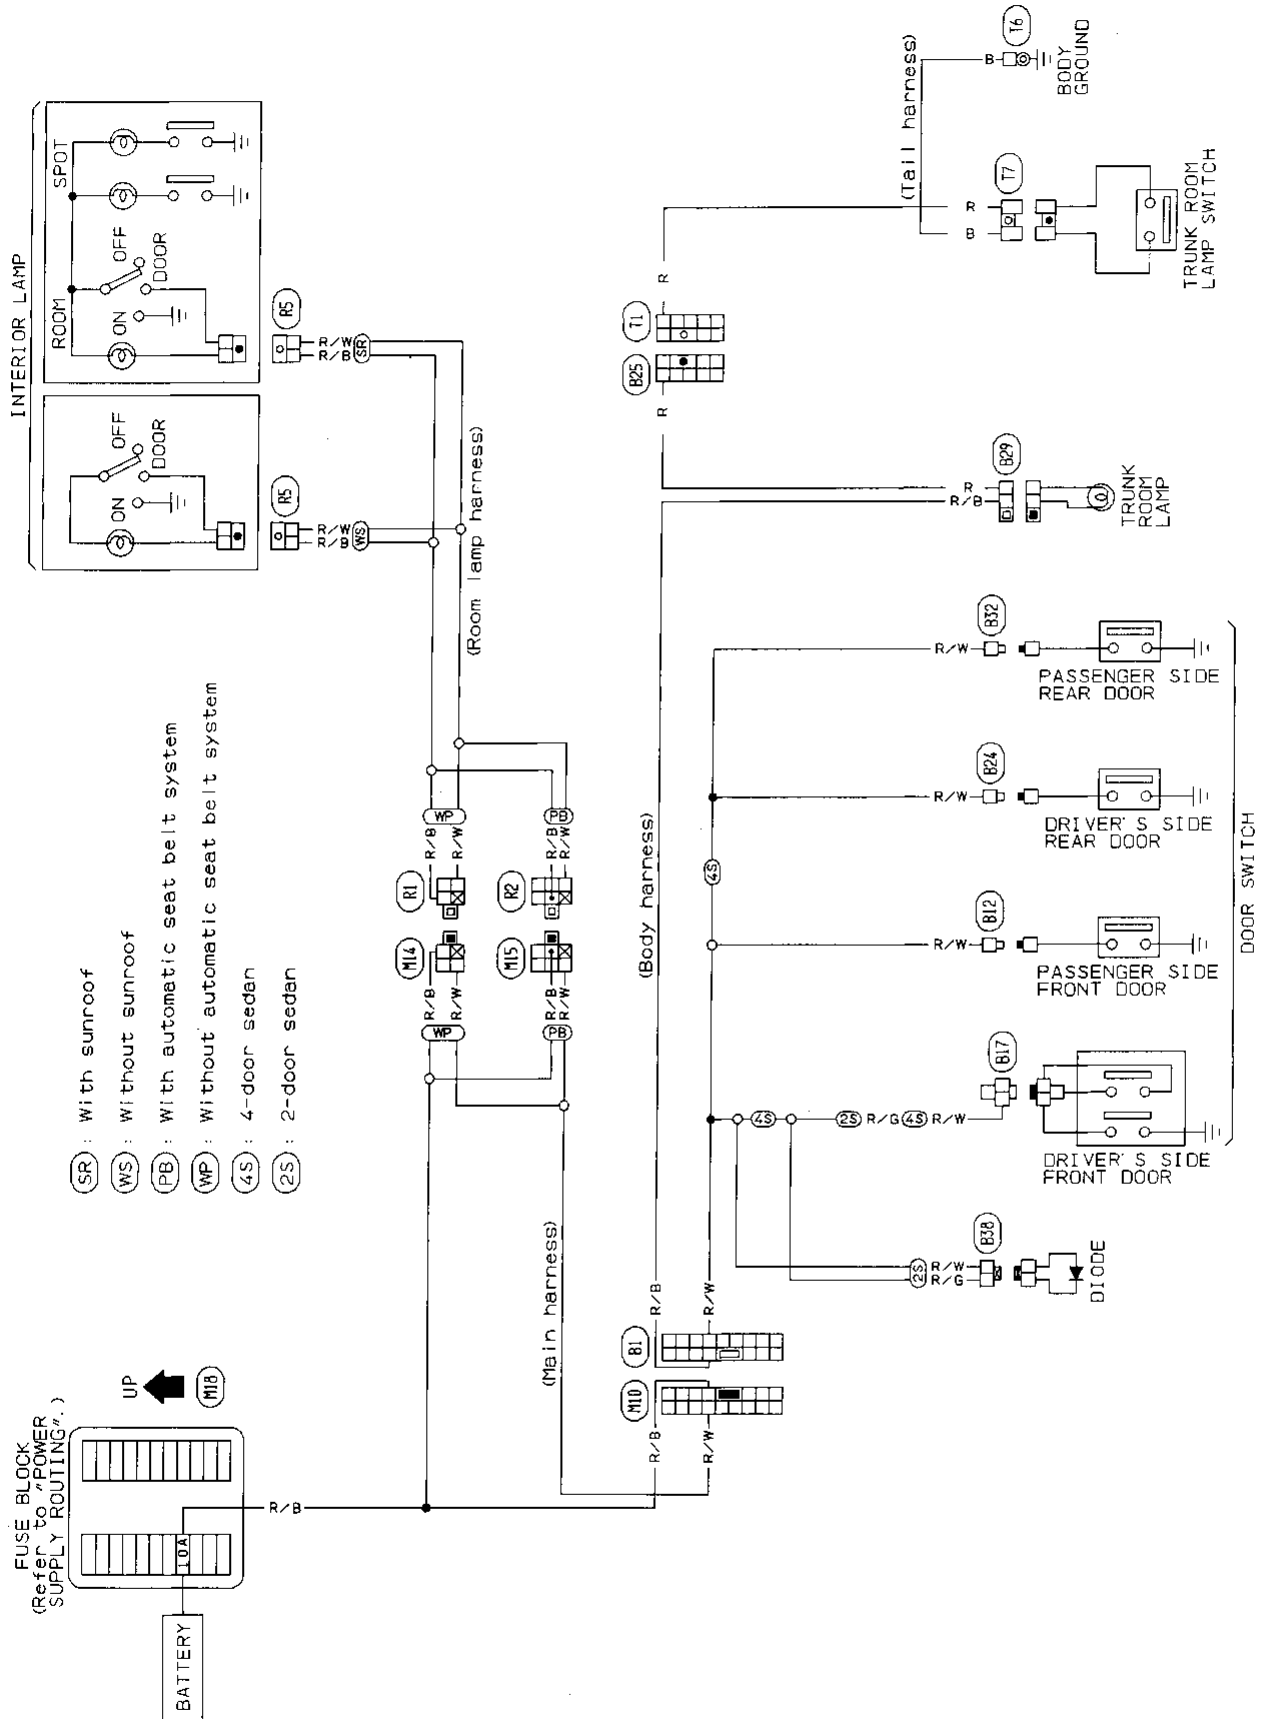 FUSE BLOCK
(Refer to "POWER
SUPPLY ROUTING".)
UP
M18
BATTERY
10A
R/B
SR : With sunroof
WS : Without sunroof
PB : With automatic seat belt system
WP : Without automatic seat belt system
4S : 4-door sedan
2S : 2-door sedan
INTERIOR LAMP
ON
OFF
DOOR
ROOM
SPOT
ON
OFF
DOOR
R5
R/W
R/B
WS
R5
R/W
R/B
SR
(Room lamp harness)
WP
R/B
R/W
M14
R1
R/B
R/W
WP
PB
R/B
R/W
M15
R2
R/B
R/W
PB
(Main harness)
R/B
R/W
M10
B1
R/B
R/W
(Body harness)
4S
2S
R/G
4S
R/W
B17
4S
R/W
B12
R/W
B24
R/W
B32
2S
R/W
R/G
B38
DIODE
DRIVER'S SIDE
FRONT DOOR
PASSENGER SIDE
FRONT DOOR
DRIVER'S SIDE
REAR DOOR
PASSENGER SIDE
REAR DOOR
DOOR SWITCH
R
R/B
B29
TRUNK
ROOM
LAMP
R
B25
T1
R
(Tail harness)
B
R
T7
TRUNK ROOM
LAMP SWITCH
B
T6
BODY
GROUND